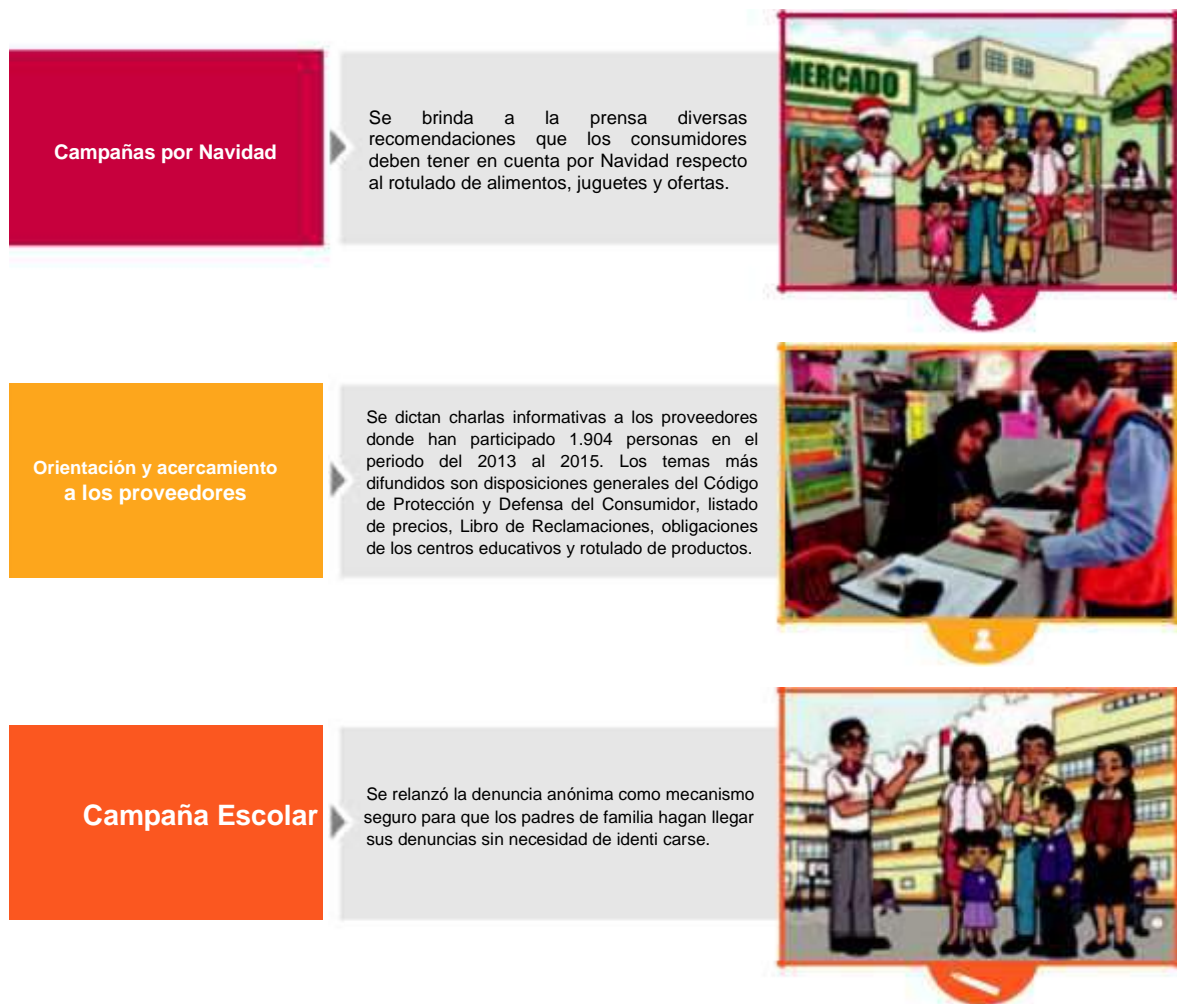 MERCADO
Campañas por Navidad
Se brinda a la prensa diversas
recomendaciones que los consumidores
deben tener en cuenta por Navidad respecto
al rotulado de alimentos, juguetes y ofertas.
Orientación y acercamiento
a los proveedores
Se dictan charlas informativas a los proveedores
donde han participado 1.904 personas en el
periodo del 2013 al 2015. Los temas más
difundidos son disposiciones generales del Código
de Protección y Defensa del Consumidor, listado
de precios, Libro de Reclamaciones, obligaciones
de los centros educativos y rotulado de productos.
Campaña Escolar
Se relanzó la denuncia anónima como mecanismo
seguro para que los padres de familia hagan llegar
sus denuncias sin necesidad de identi carse.